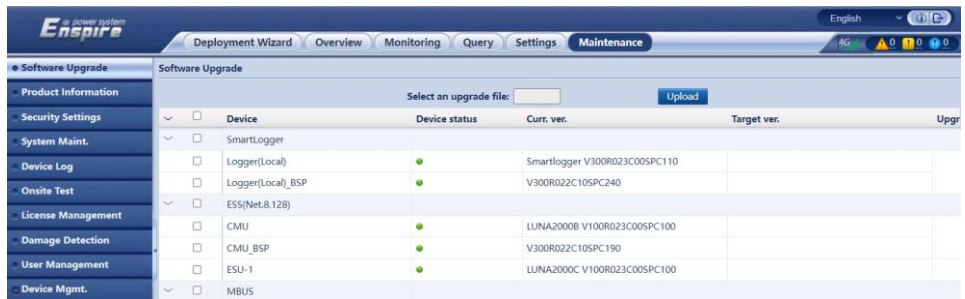 e power system
Enspire
English
Deployment Wizard Overview Monitoring Query Settings Maintenance
4G 0 0 0
Software Upgrade
Product Information
Security Settings
System Maint.
Device Log
Onsite Test
License Management
Damage Detection
User Management
Device Mgmt.
Software Upgrade
Select an upgrade file: Upload
Device Device status Curr. ver. Target ver. Upgr
SmartLogger
Logger(Local) Smartlogger V300R023C00SPC110
Logger(Local)_BSP V300R022C10SPC240
ESS(Net.8.128)
CMU LUNA2000B V100R023C00SPC100
CMU_BSP V300R022C10SPC190
ESU-1 LUNA2000C V100R023C00SPC100
MBUS